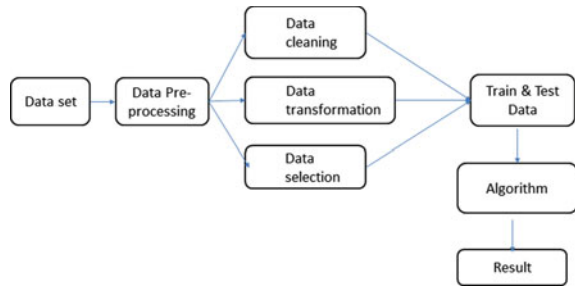 Data set
Data Pre-
processing
Data
cleaning
Data
transformation
Data
selection
Train & Test
Data
Algorithm
Result